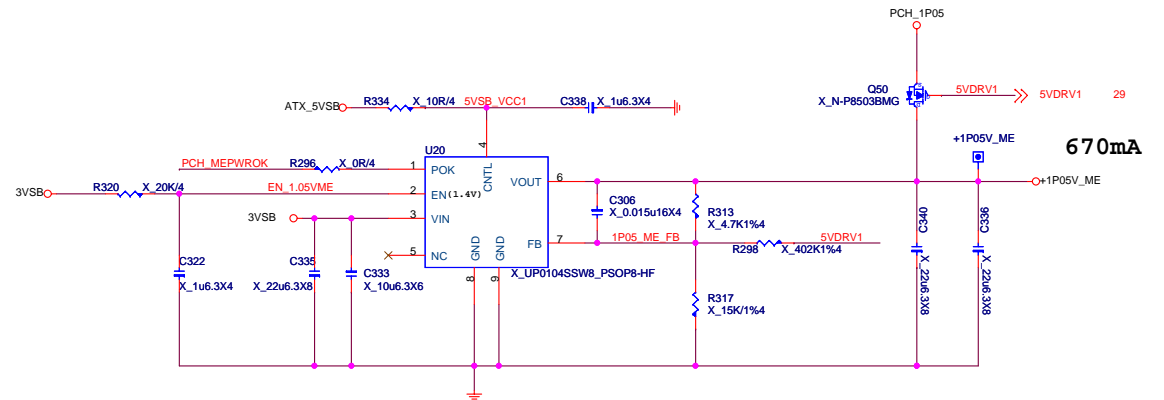 PCH_1P05
Q50
X_N-P8503BMG
5VDRV1
5VDRV1
29
ATX_5VSB
R334
X_10R/4
5VSB_VCC1
C338
X_1u6.3X4
+1P05V_ME
670mA
U20
4
CNTL
PCH_MEPWROK
R296
X_0R/4
1
POK
3VSB
R320
X_20K/4
EN_1.05VME
2
EN(1.4V)
VOUT
6
+1P05V_ME
3VSB
3
VIN
C306
X_0.015u16X4
R313
X_4.7K1%4
FB
7
1P05_ME_FB
R298
X_402K1%4
5VDRV1
5
NC
GND
GND
8
9
X_UP0104SSW8_PSOP8-HF
C322
X_1u6.3X4
C335
X_22u6.3X8
C333
X_10u6.3X6
R317
X_15K/1%4
C340
X_22u6.3X8
C336
X_22u6.3X8